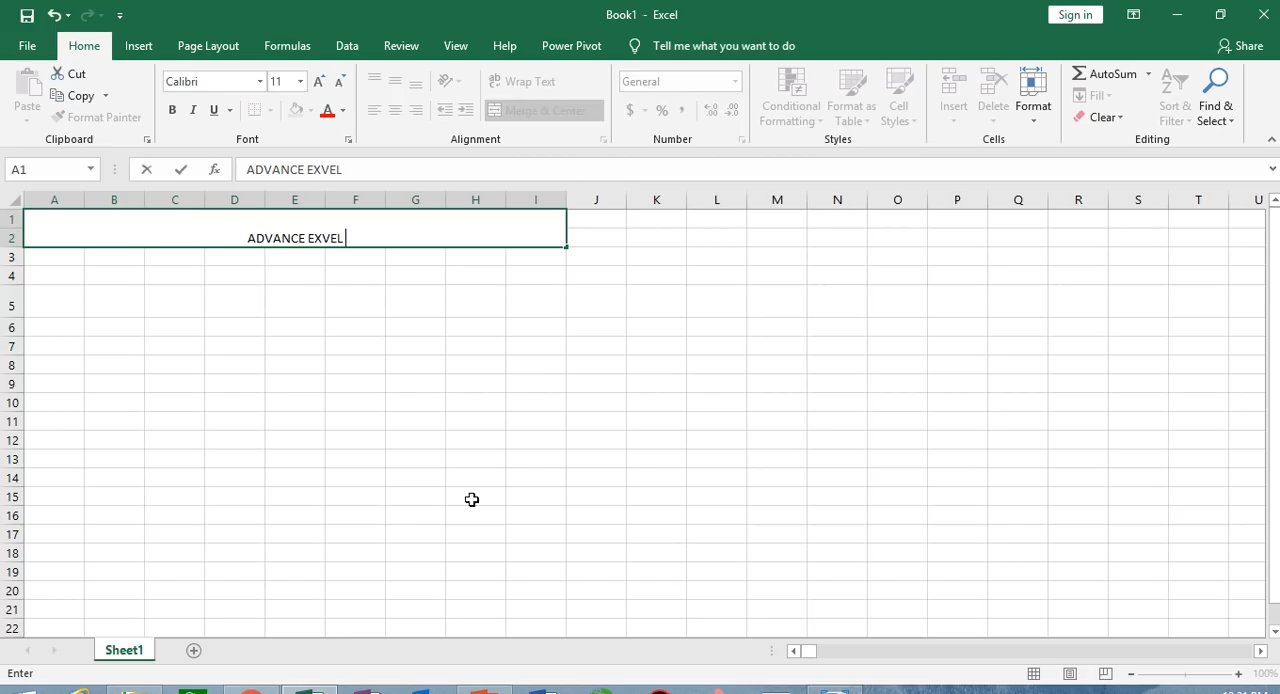 Book1 - Excel
Sign in
File Home Insert Page Layout Formulas Data Review View Help Power Pivot Tell me what you want to do Share
Paste Cut Copy Format Painter Clipboard
Calibri 11 B I U A Font
Wrap Text Merge & Center Alignment
General $ % , Number
Conditional Formatting Format as Table Cell Styles Styles
Insert Delete Format Cells
AutoSum Fill Clear Sort & Filter Find & Select Editing
A1 fx ADVANCE EXVEL
A B C D E F G H I J K L M N O P Q R S T U
1
2 ADVANCE EXVEL
3
4
5
6
7
8
9
10
11
12
13
14
15
16
17
18
19
20
21
22
Sheet1
Enter 100%